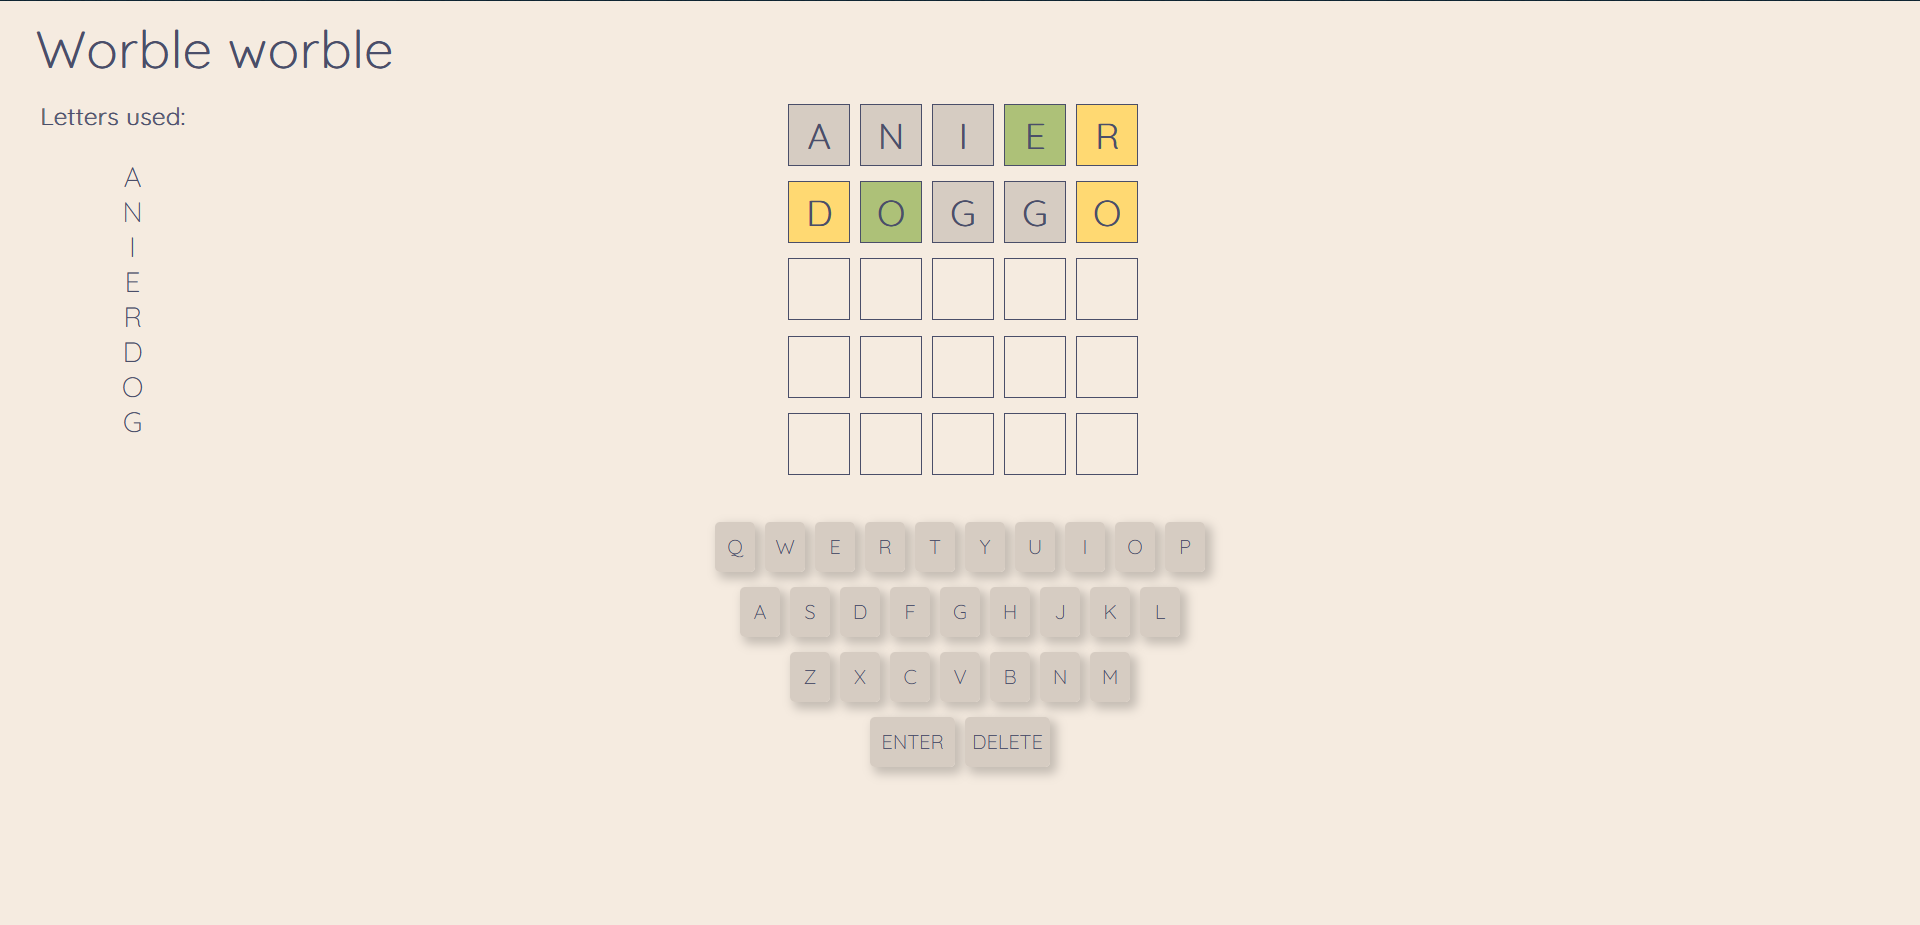 Worble worble
Letters used:
A
N
I
E
R
D
O
G
A N I E R
D O G G O
Q W E R T Y U I O P
A S D F G H J K L
Z X C V B N M
ENTER DELETE